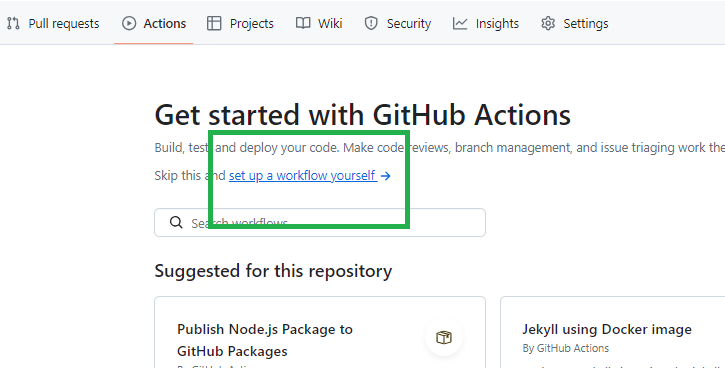 Pull requests Actions Projects Wiki Security Insights Settings
Get started with GitHub Actions
Build, test, and deploy your code. Make code reviews, branch management, and issue triaging work the
Skip this and set up a workflow yourself →
Search workflows
Suggested for this repository
Publish Node.js Package to
GitHub Packages
Jekyll using Docker image
By GitHub Actions